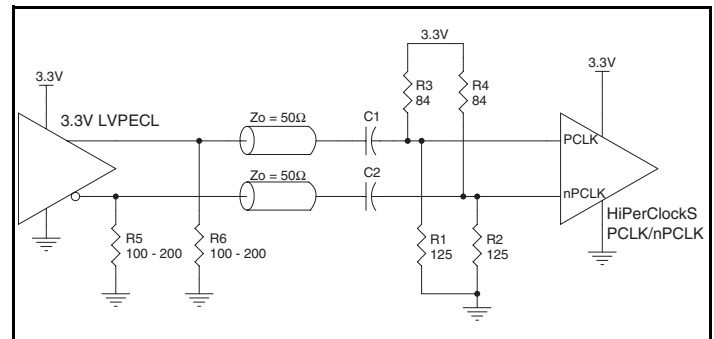 3.3V
3.3V LVPECL
R5
100 - 200
R6
100 - 200
Zo = 50Ω
Zo = 50Ω
C1
C2
3.3V
R3
84
R4
84
R1
125
R2
125
3.3V
PCLK
nPCLK
HiPerClockS
PCLK/nPCLK